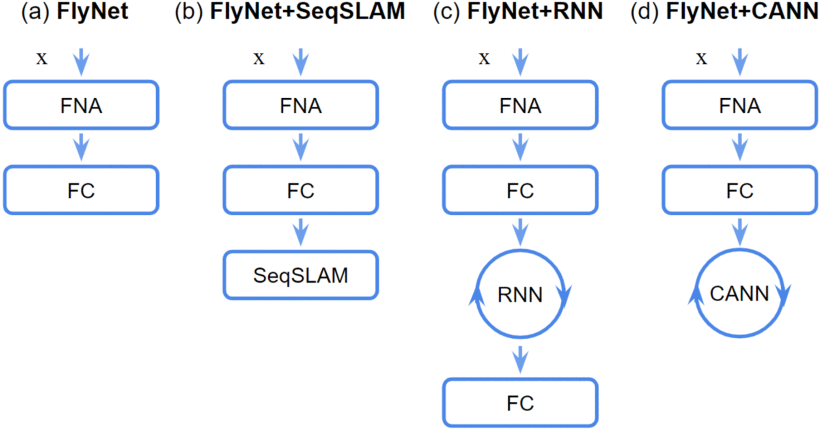 (a) FlyNet
x
FNA
FC
(b) FlyNet+SeqSLAM
x
FNA
FC
SeqSLAM
(c) FlyNet+RNN
x
FNA
FC
RNN
FC
(d) FlyNet+CANN
x
FNA
FC
CANN